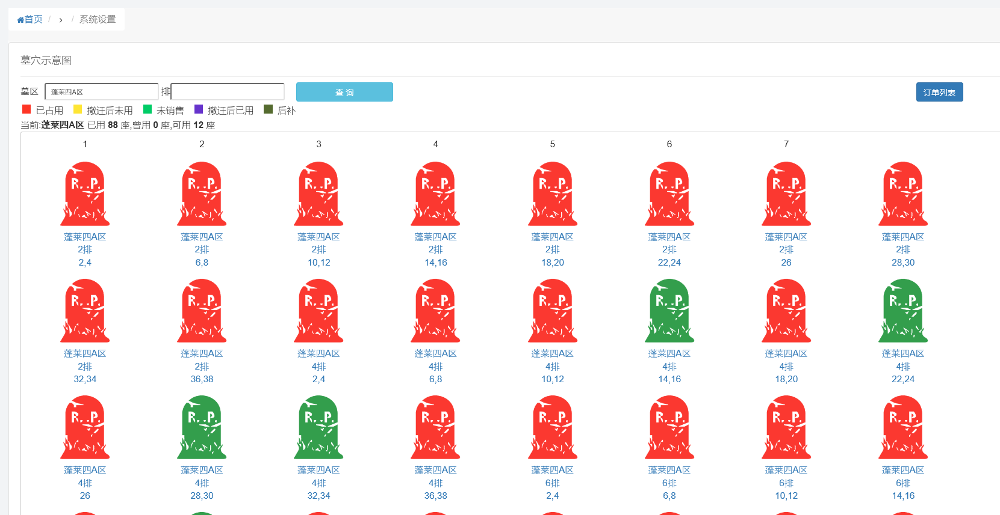 首页 / › / 系统设置
墓穴示意图
墓区 蓬莱四A区 排 查 询 订单列表
已占用 撤迁后未用 未销售 撤迁后已用 后补
当前:蓬莱四A区 已用 88 座,曾用 0 座,可用 12 座
1 2 3 4 5 6 7
R.I.P. R.I.P. R.I.P. R.I.P. R.I.P. R.I.P. R.I.P. R.I.P.
蓬莱四A区 蓬莱四A区 蓬莱四A区 蓬莱四A区 蓬莱四A区 蓬莱四A区 蓬莱四A区 蓬莱四A区
2排 2排 2排 2排 2排 2排 2排 2排
2,4 6,8 10,12 14,16 18,20 22,24 26 28,30
R.I.P. R.I.P. R.I.P. R.I.P. R.I.P. R.I.P. R.I.P. R.I.P.
蓬莱四A区 蓬莱四A区 蓬莱四A区 蓬莱四A区 蓬莱四A区 蓬莱四A区 蓬莱四A区 蓬莱四A区
2排 2排 4排 4排 4排 4排 4排 4排
32,34 36,38 2,4 6,8 10,12 14,16 18,20 22,24
R.I.P. R.I.P. R.I.P. R.I.P. R.I.P. R.I.P. R.I.P. R.I.P.
蓬莱四A区 蓬莱四A区 蓬莱四A区 蓬莱四A区 蓬莱四A区 蓬莱四A区 蓬莱四A区 蓬莱四A区
4排 4排 4排 4排 6排 6排 6排 6排
26 28,30 32,34 36,38 2,4 6,8 10,12 14,16